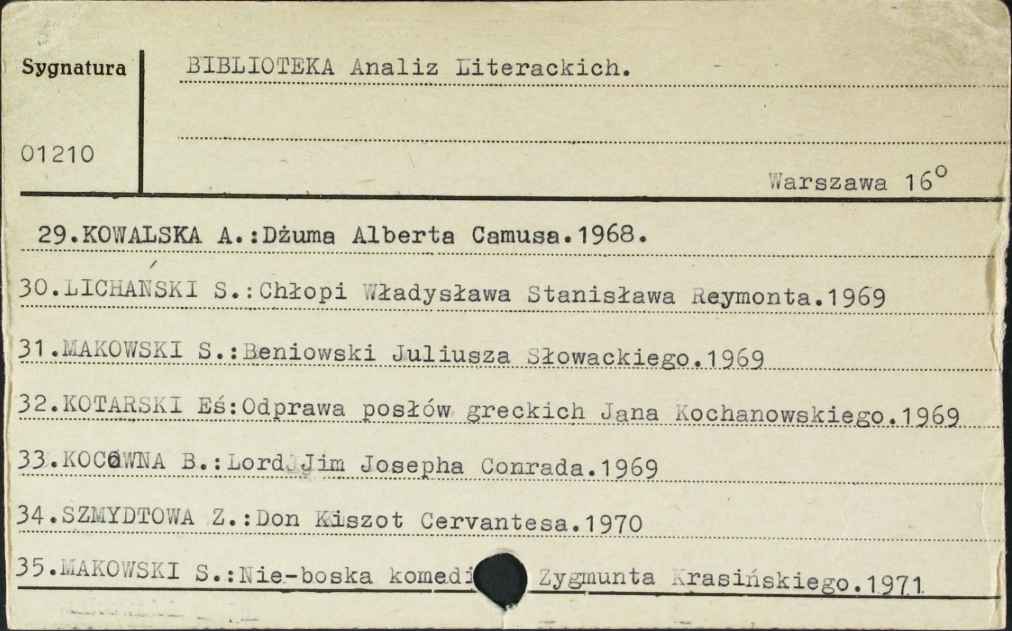 Sygnatura
BIBLIOTEKA Analiz Literackich.
01210
Warszawa 16°
29.KOWALSKA A.:Dżuma Alberta Camusa.1968.
30.LICHAŃSKI S.:Chłopi Władysława Stanisława Reymonta.1969
31.MAKOWSKI S.:Beniowski Juliusza Słowackiego.1969
32.KOTARSKI Eś:Odprawa posłów greckich Jana Kochanowskiego.1969
33.KOCÓWNA B.:Lord Jim Josepha Conrada.1969
34.SZMYDTOWA Z.:Don Kiszot Cervantesa.1970
35.MAKOWSKI S.:Nie-boska komedi Zygmunta Krasińskiego.1971